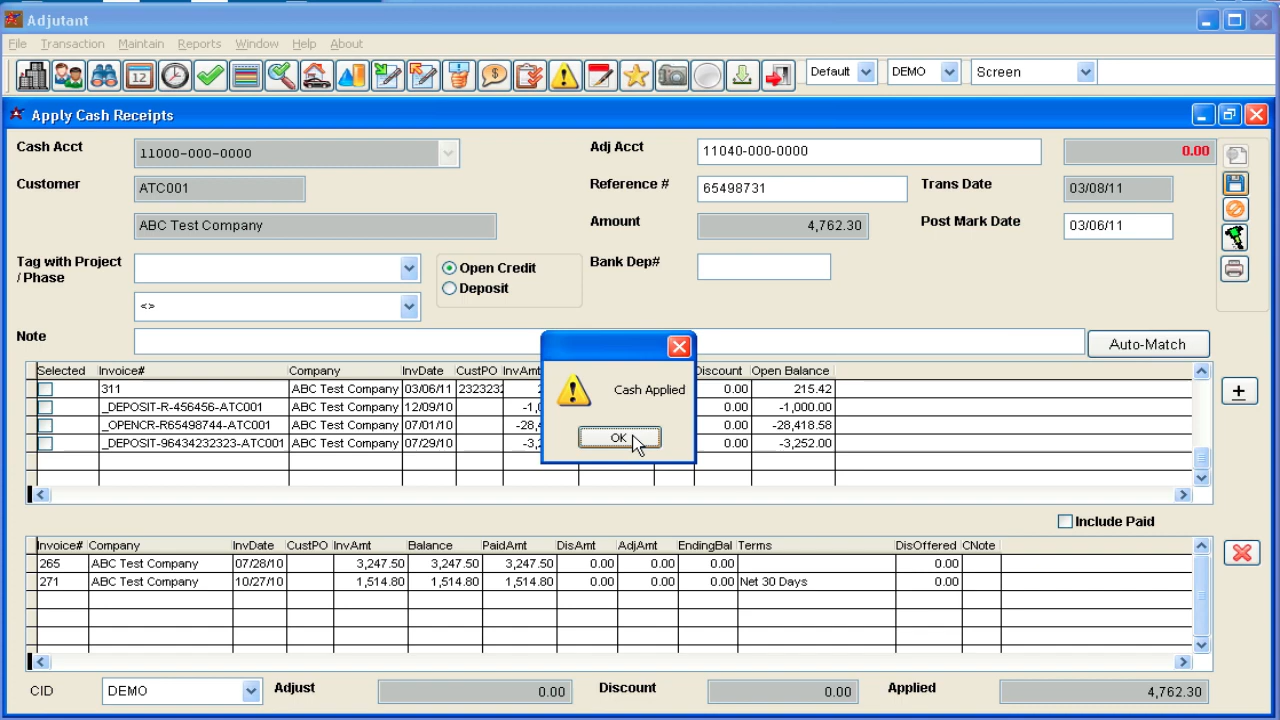 Adjutant
File Transaction Maintain Reports Window Help About
12 Default DEMO Screen
Apply Cash Receipts
Cash Acct 11000-000-0000 Adj Acct 11040-000-0000 0.00
Customer ATC001 Reference # 65498731 Trans Date 03/08/11
ABC Test Company Amount 4,762.30 Post Mark Date 03/06/11
Tag with Project
/ Phase
Open Credit Bank Dep#
Deposit
<>
Note Auto-Match
Selected Invoice# Company InvDate CustPO InvAmt Discount Open Balance
311 ABC Test Company 03/06/11 0.00 215.42
_DEPOSIT-R-456456-ATC001 ABC Test Company 12/09/10 0.00 -1,000.00
_OPENCR-R65498744-ATC001 ABC Test Company 07/01/10 0.00 -28,418.58
_DEPOSIT-96434232323-ATC001 ABC Test Company 07/29/10 0.00 -3,252.00
Cash Applied
OK
Include Paid
Invoice# Company InvDate CustPO InvAmt Balance PaidAmt DisAmt AdjAmt EndingBal Terms DisOffered CNote
265 ABC Test Company 07/28/10 3,247.50 3,247.50 3,247.50 0.00 0.00 0.00 0.00
271 ABC Test Company 10/27/10 1,514.80 1,514.80 1,514.80 0.00 0.00 0.00 Net 30 Days 0.00
CID DEMO Adjust 0.00 Discount 0.00 Applied 4,762.30